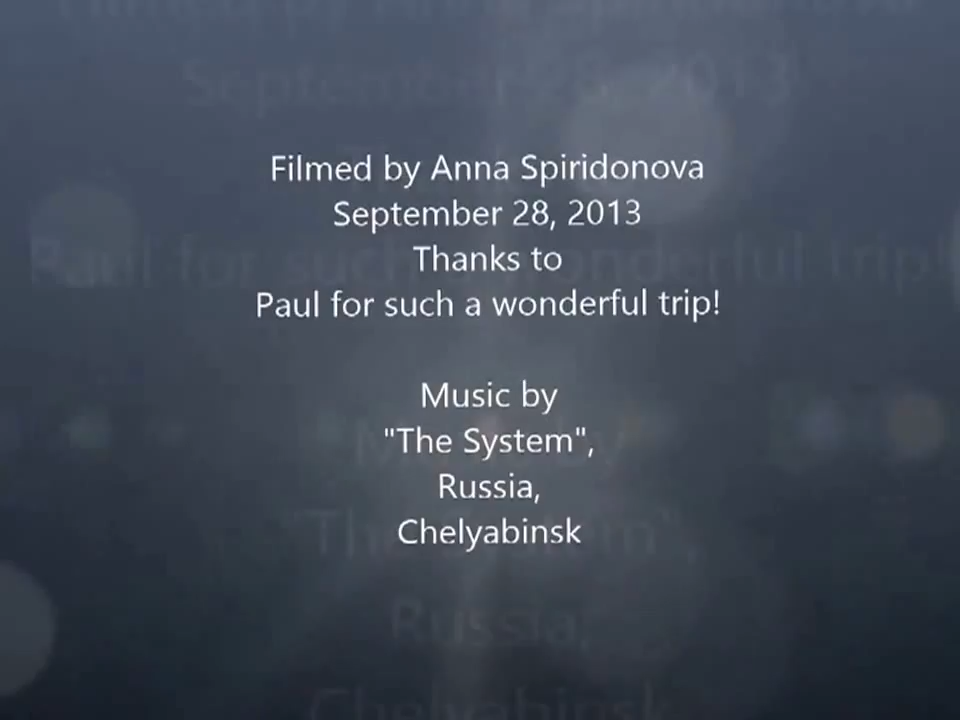 Filmed by Anna Spiridonova
September 28, 2013
Thanks to
Paul for such a wonderful trip!
Music by
"The System",
Russia,
Chelyabinsk